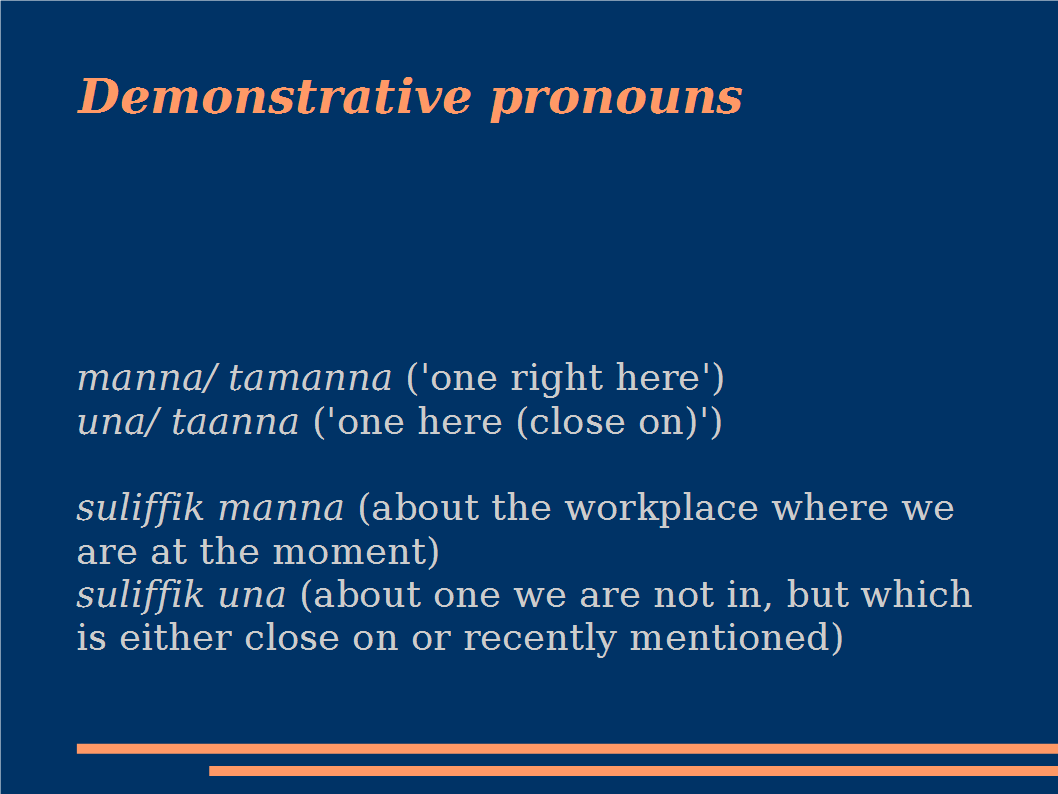 Demonstrative pronouns
manna/ tamanna ('one right here')
una/ taanna ('one here (close on)')
suliffik manna (about the workplace where we
are at the moment)
suliffik una (about one we are not in, but which
is either close on or recently mentioned)